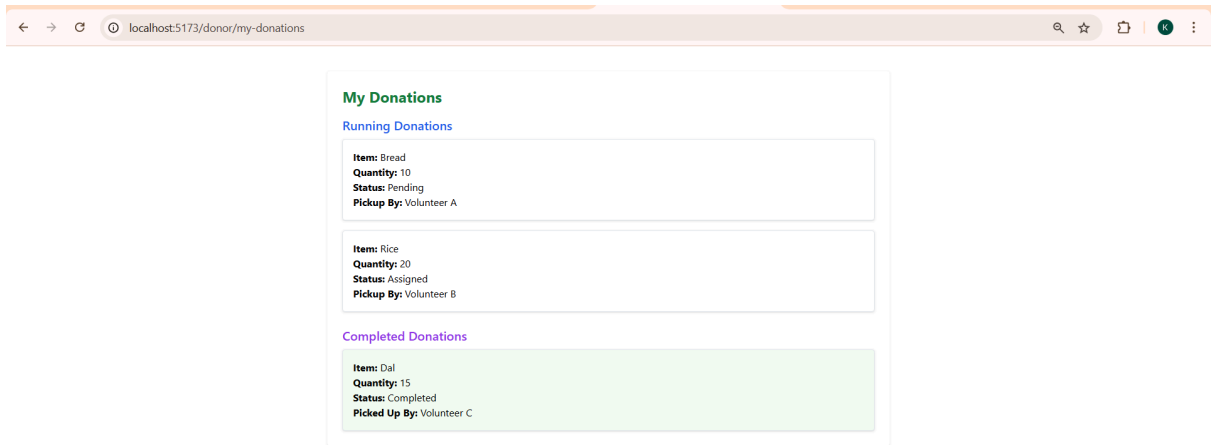 localhost:5173/donor/my-donations
K
My Donations
Running Donations
Item: Bread
Quantity: 10
Status: Pending
Pickup By: Volunteer A
Item: Rice
Quantity: 20
Status: Assigned
Pickup By: Volunteer B
Completed Donations
Item: Dal
Quantity: 15
Status: Completed
Picked Up By: Volunteer C